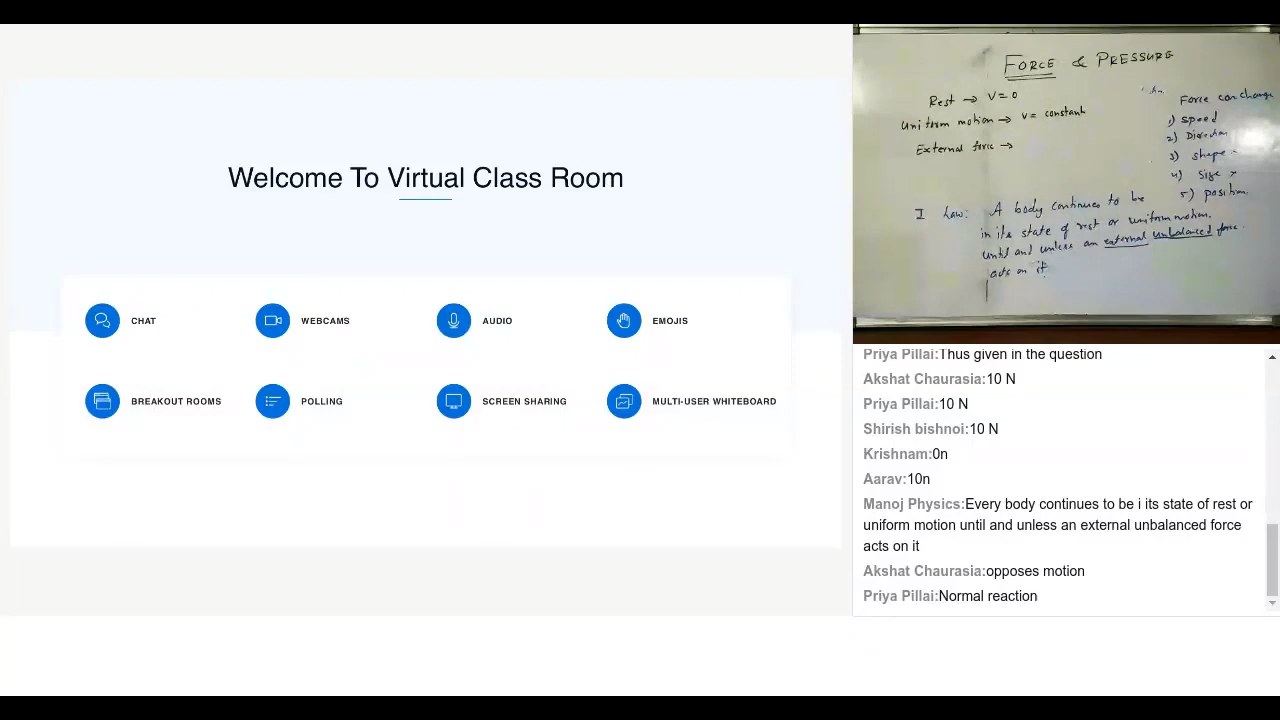 Welcome To Virtual Class Room
CHAT
WEBCAMS
AUDIO
EMOJIS
BREAKOUT ROOMS
POLLING
SCREEN SHARING
MULTI-USER WHITEBOARD
FORCE & PRESSURE
Rest → V = 0
Uniform motion → v = constant
External force →
Force can change
1) speed
2) Direction
3) shape
4) Size
5) position
I Law: A body continues to be
in its state of rest or uniform motion.
until and unless an external unbalanced force
acts on it.
Priya Pillai:Thus given in the question
Akshat Chaurasia:10 N
Priya Pillai:10 N
Shirish bishnoi:10 N
Krishnam:0n
Aarav:10n
Manoj Physics:Every body continues to be i its state of rest or
uniform motion until and unless an external unbalanced force
acts on it
Akshat Chaurasia:opposes motion
Priya Pillai:Normal reaction